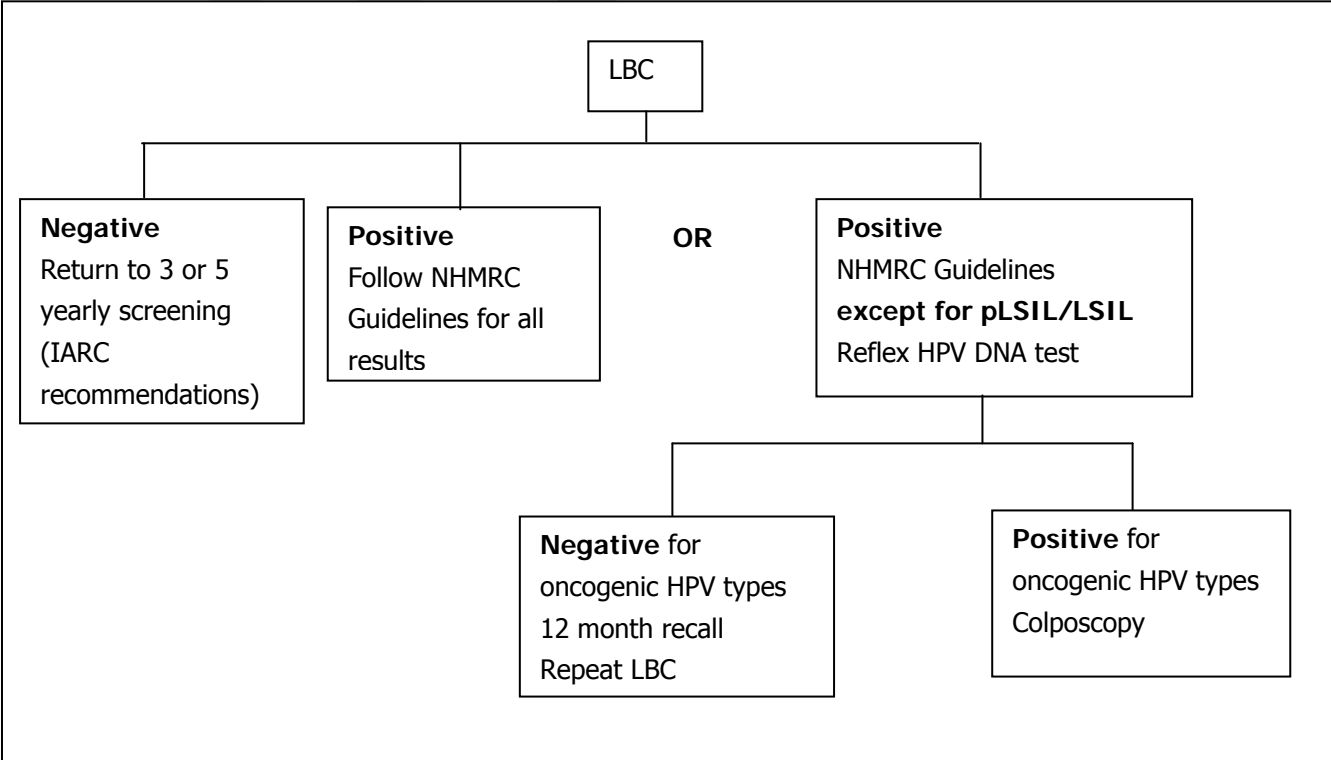 LBC
Negative
Return to 3 or 5
yearly screening
(IARC
recommendations)
Positive
Follow NHMRC
Guidelines for all
results
OR
Positive
NHMRC Guidelines
except for pLSIL/LSIL
Reflex HPV DNA test
Negative for
oncogenic HPV types
12 month recall
Repeat LBC
Positive for
oncogenic HPV types
Colposcopy